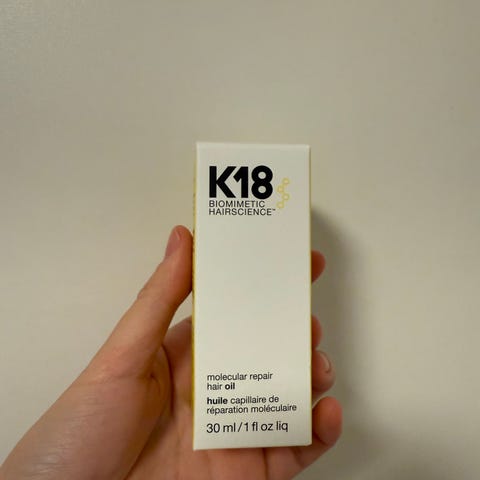 K18
BIOMIMETIC
HAIRSCIENCE™
molecular repair
hair oil
huile capillaire de
réparation moléculaire
30 ml/1 fl oz liq